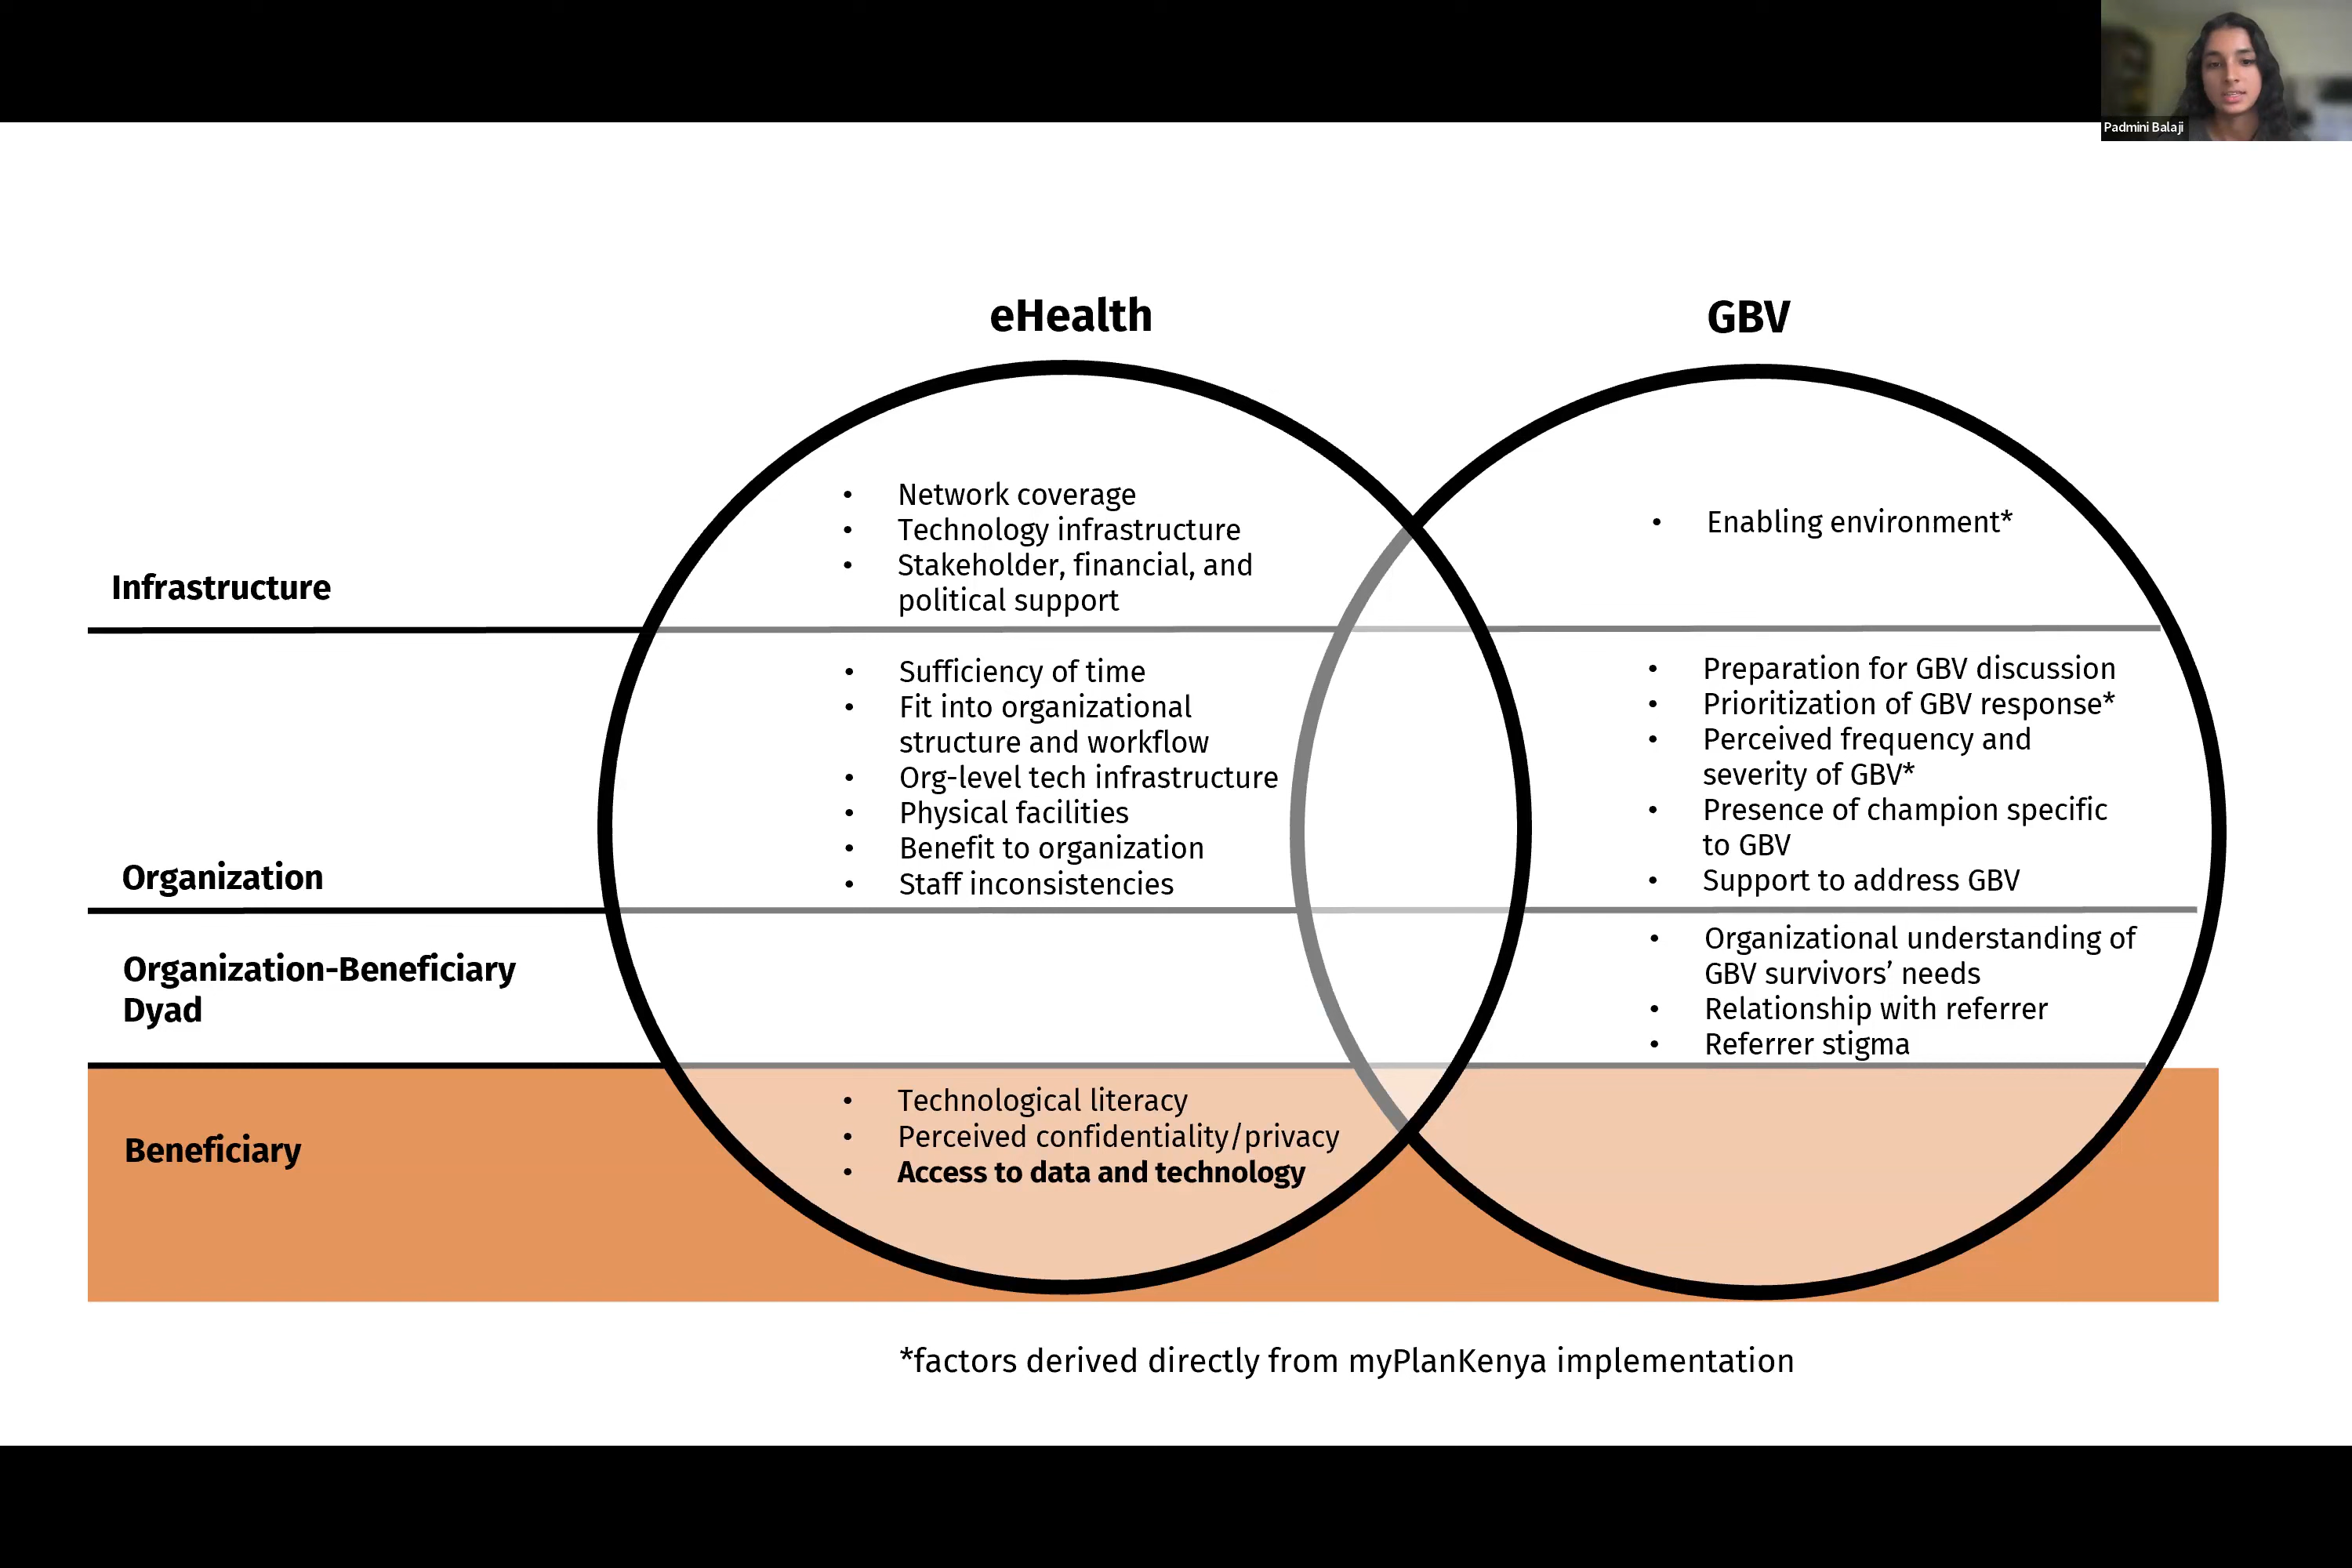 Padmini Balaji
eHealth
GBV
Infrastructure
• Network coverage
• Technology infrastructure
• Stakeholder, financial, and
political support
• Enabling environment*
Organization
• Sufficiency of time
• Fit into organizational
structure and workflow
• Org-level tech infrastructure
• Physical facilities
• Benefit to organization
• Staff inconsistencies
• Preparation for GBV discussion
• Prioritization of GBV response*
• Perceived frequency and
severity of GBV*
• Presence of champion specific
to GBV
• Support to address GBV
Organization-Beneficiary
Dyad
• Organizational understanding of
GBV survivors’ needs
• Relationship with referrer
• Referrer stigma
Beneficiary
• Technological literacy
• Perceived confidentiality/privacy
• Access to data and technology
*factors derived directly from myPlanKenya implementation